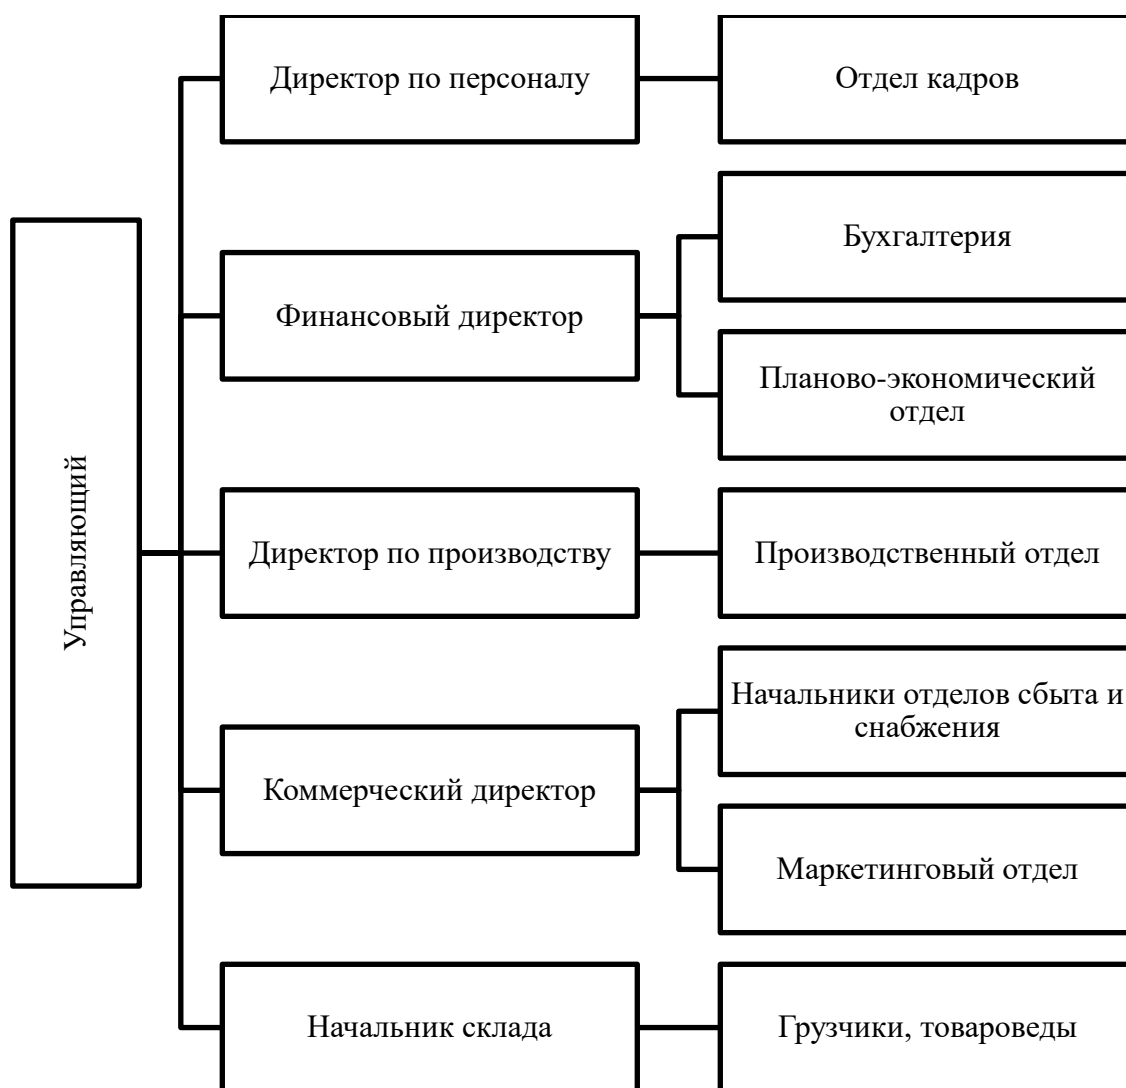 Директор по персоналу
Отдел кадров
Бухгалтерия
Финансовый директор
Планово-экономический
отдел
Управляющий
Директор по производству
Производственный отдел
Начальники отделов сбыта и
снабжения
Коммерческий директор
Маркетинговый отдел
Начальник склада
Грузчики, товароведы